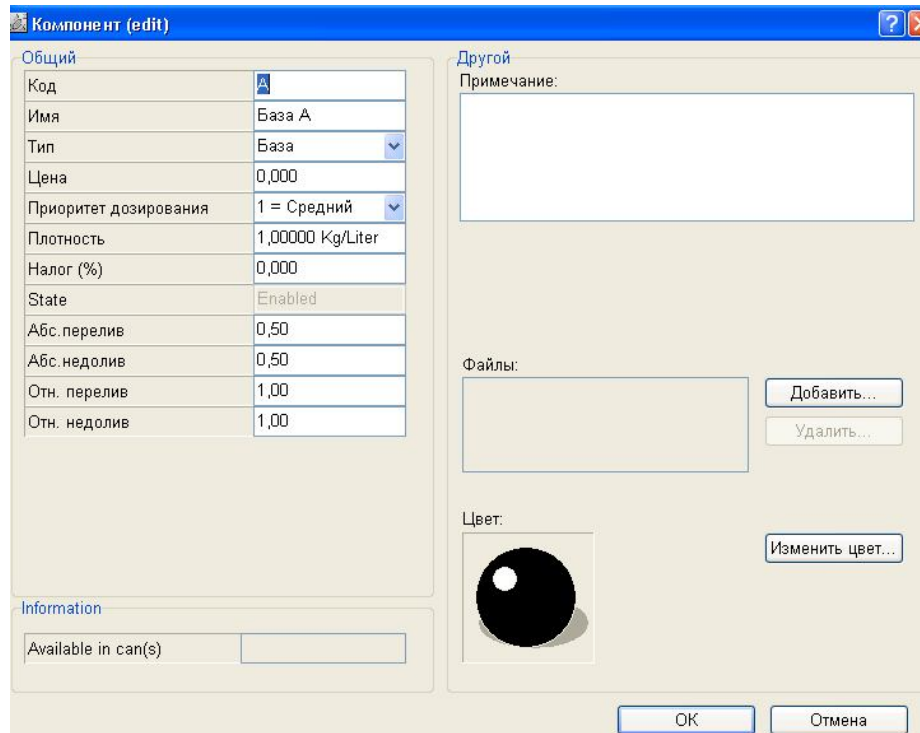 Компонент (edit)
Общий
Код A
Имя База А
Тип База
Цена 0,000
Приоритет дозирования 1 = Средний
Плотность 1,00000 Kg/Liter
Налог (%) 0,000
State Enabled
Абс.перелив 0,50
Абс.недолив 0,50
Отн. перелив 1,00
Отн. недолив 1,00
Information
Available in can(s)
Другой
Примечание:
Файлы:
Добавить...
Удалить...
Цвет:
Изменить цвет...
OK Отмена